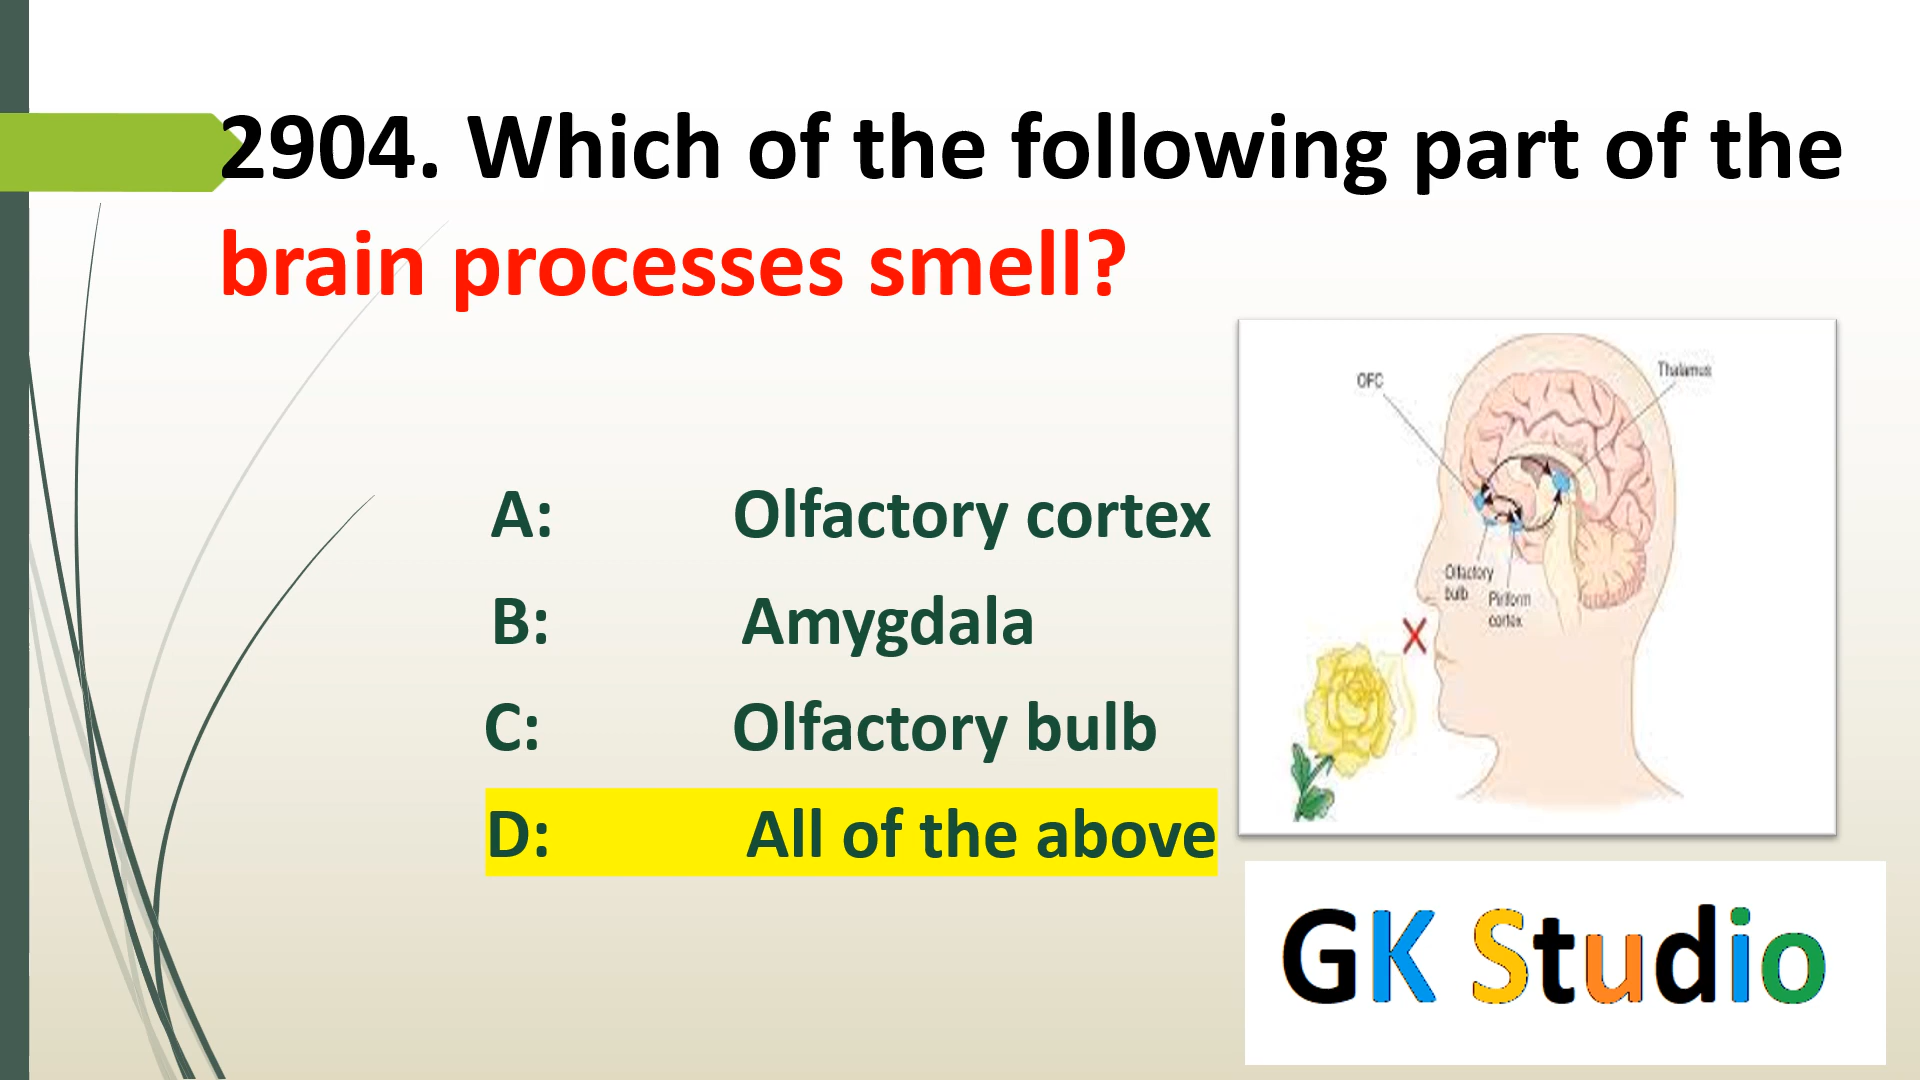 2904. Which of the following part of the
brain processes smell?
OFC
Thalamus
A: Olfactory cortex
B: Amygdala
Olfactory
bulb
Piriform
cortex
X
C: Olfactory bulb
D: All of the above
GK Studio